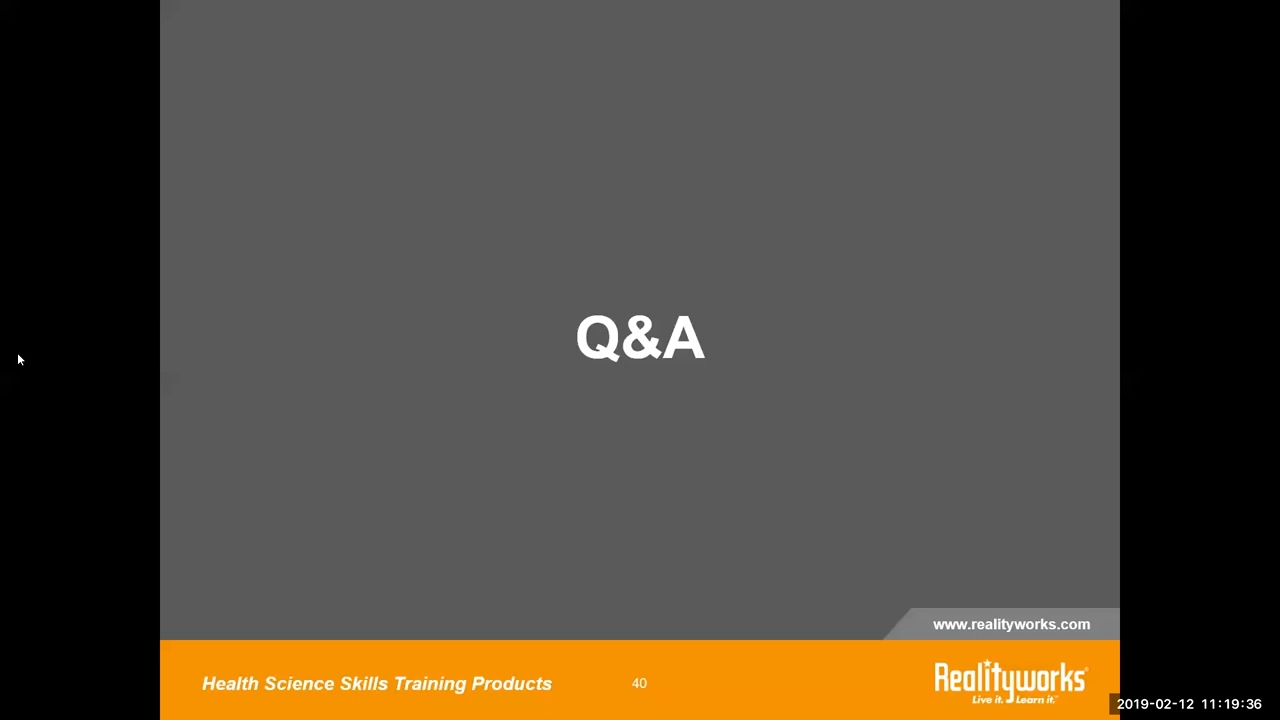 Q&A
www.realityworks.com
Health Science Skills Training Products
40
Realityworks®
Live it. Learn it.™
2019-02-12 11:19:36